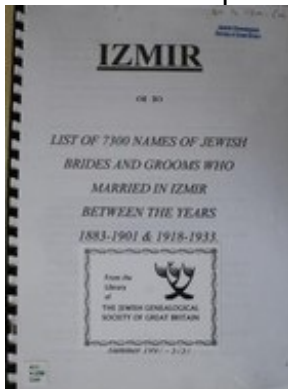 IZMIR
LIST OF 7300 NAMES OF JEWISH
BRIDES AND GROOMS WHO
MARRIED IN IZMIR
BETWEEN THE YEARS
1883-1901 & 1918-1933.
From the
Library
of
THE JEWISH GENEALOGICAL
SOCIETY OF GREAT BRITAIN